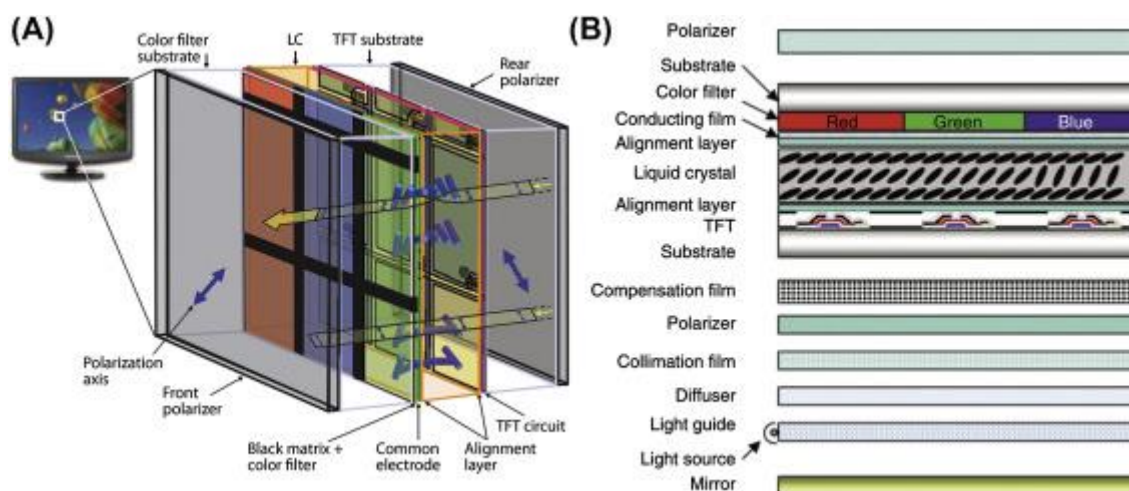 (A)
Color filter
substrate
LC
TFT substrate
Rear
polarizer
Polarization
axis
Front
polarizer
Black matrix +
color filter
Common
electrode
Alignment
layer
TFT circuit
(B)
Polarizer
Substrate
Color filter
Red Green Blue
Conducting film
Alignment layer
Liquid crystal
Alignment layer
TFT
Substrate
Compensation film
Polarizer
Collimation film
Diffuser
Light guide
Light source
Mirror